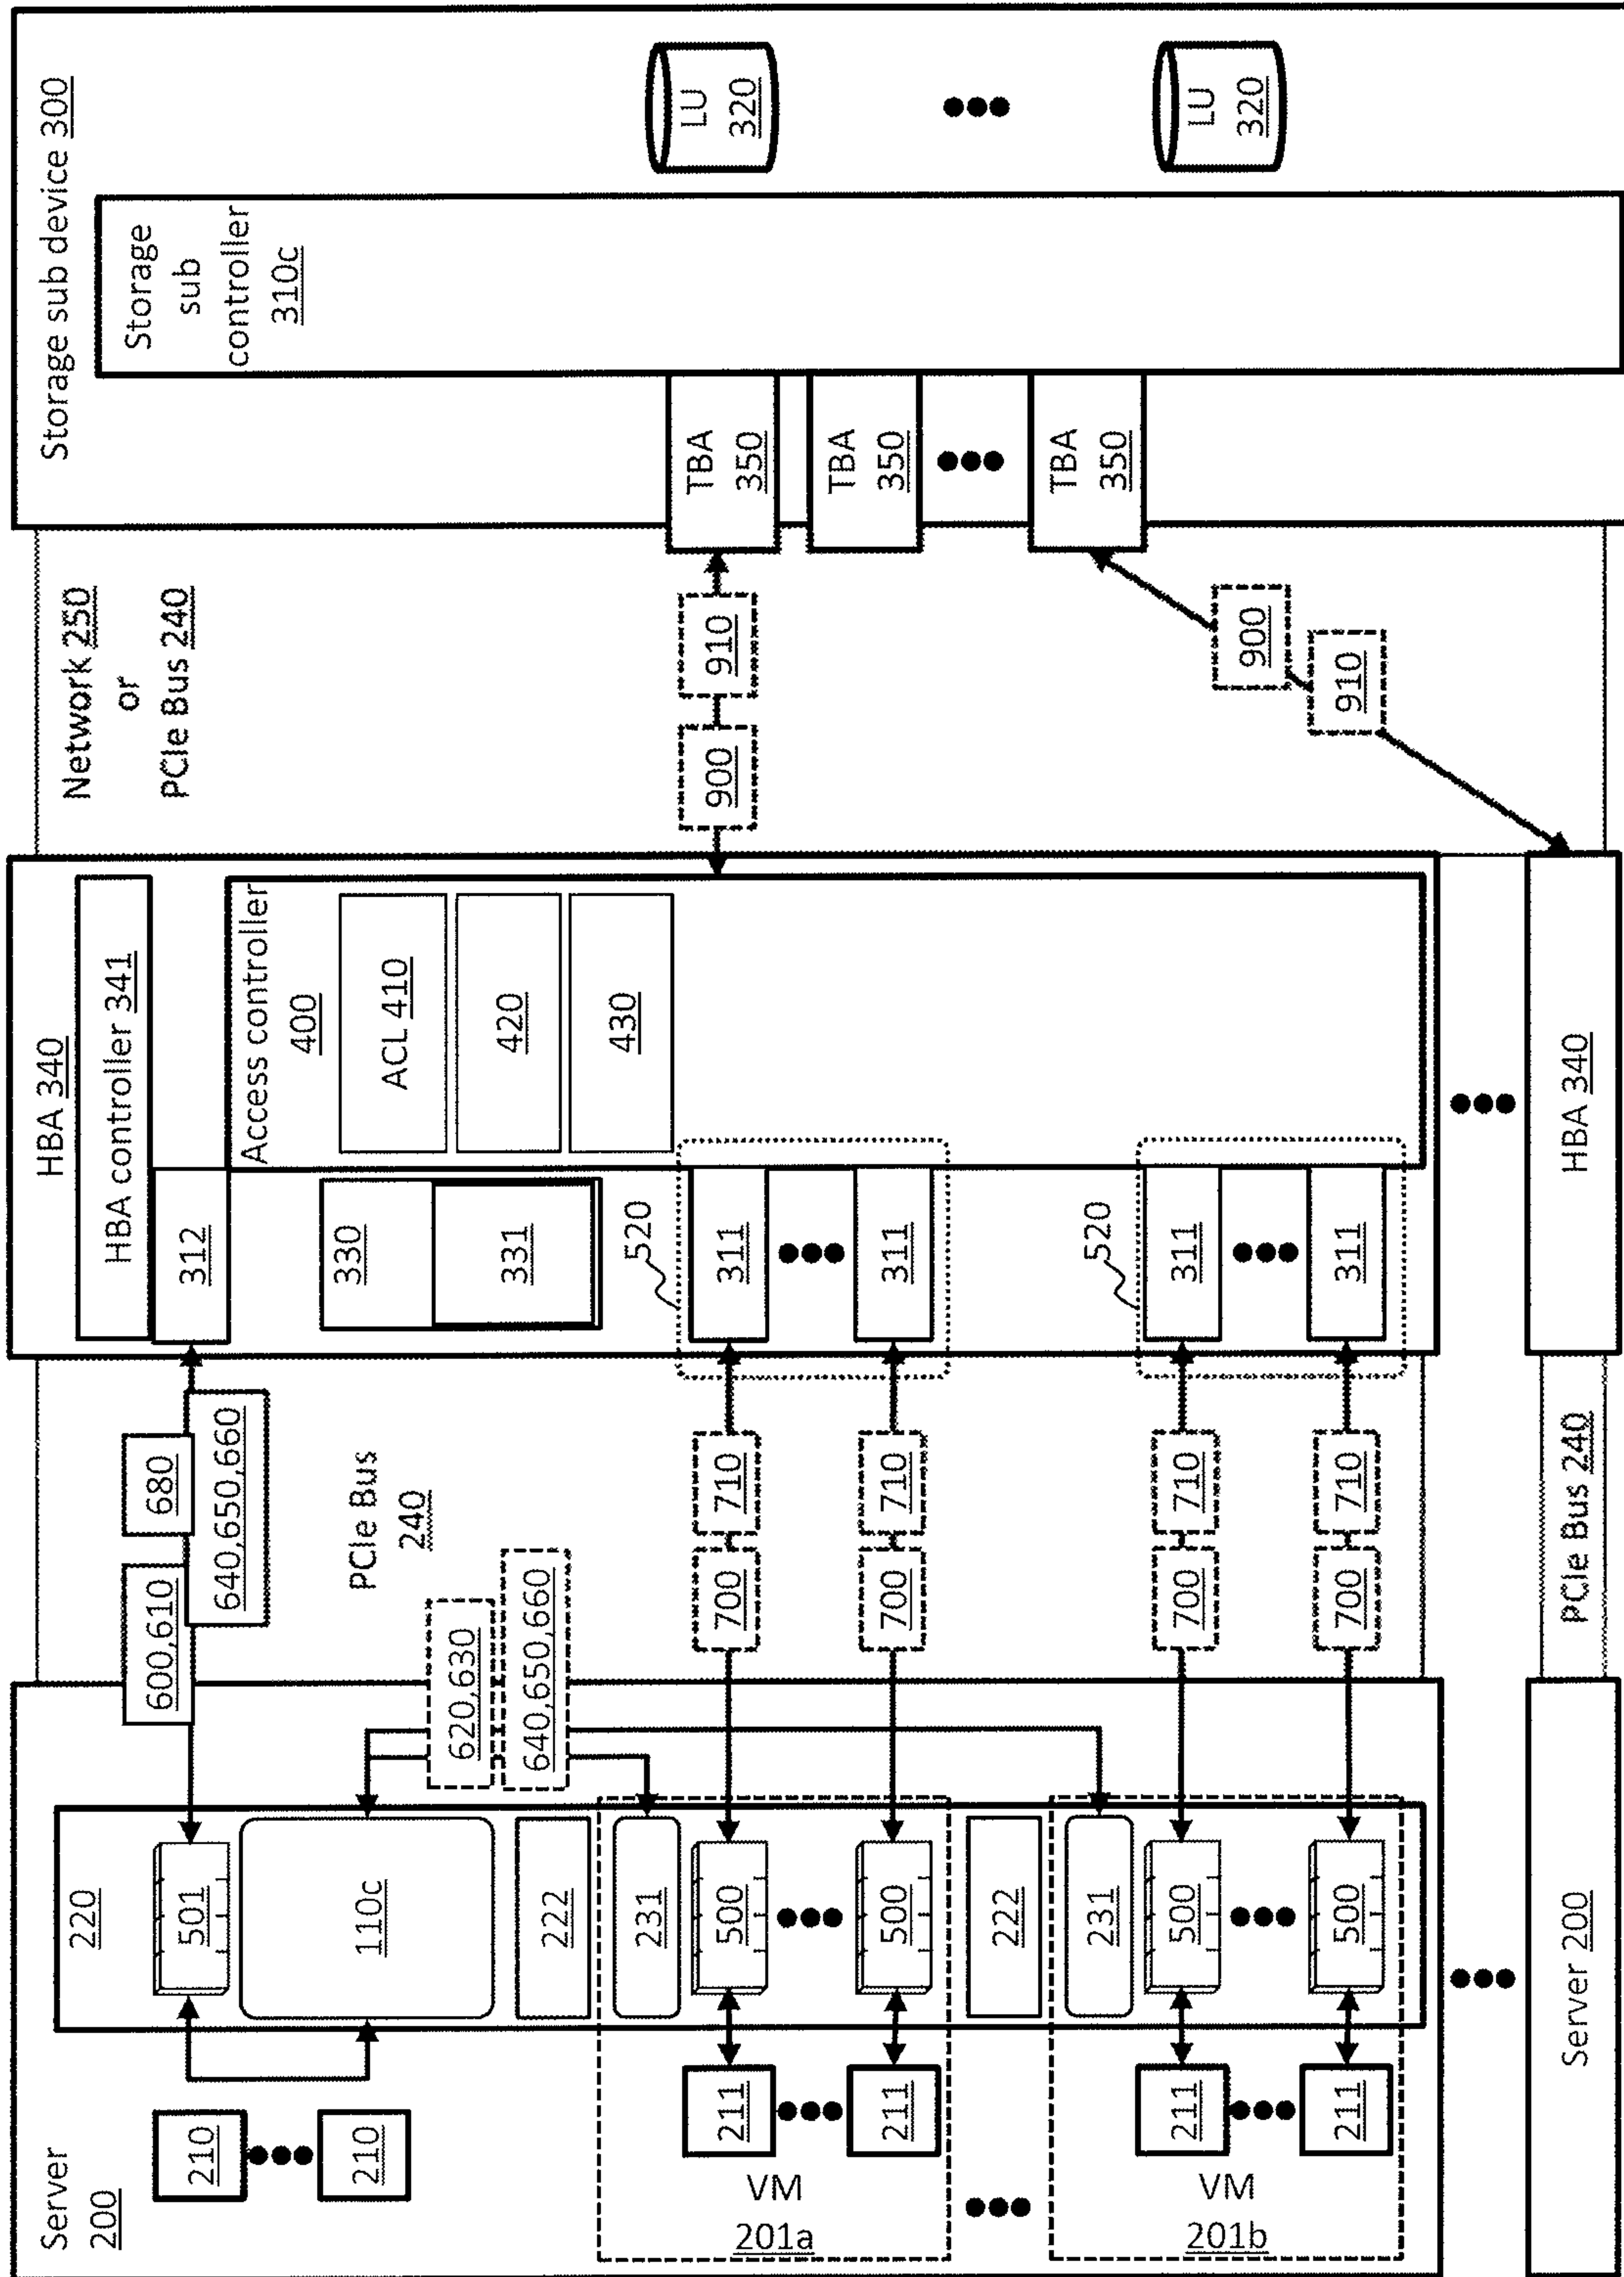 Server
200
210
210
VM
201a
VM
201b
211
211
211
211
220
501
110c
222
231
500
500
222
231
500
500
Server 200
600,610
680
640,650,660
620,630
640,650,660
PCIe Bus
240
700
710
700
710
700
710
700
710
PCIe Bus 240
HBA 340
HBA controller 341
312
330
331
520
311
311
520
311
311
Access controller
400
ACL 410
420
430
HBA 340
Network 250
or
PCIe Bus 240
900
910
900
910
Storage sub device 300
Storage
sub
controller
310c
TBA
350
TBA
350
TBA
350
LU
320
LU
320